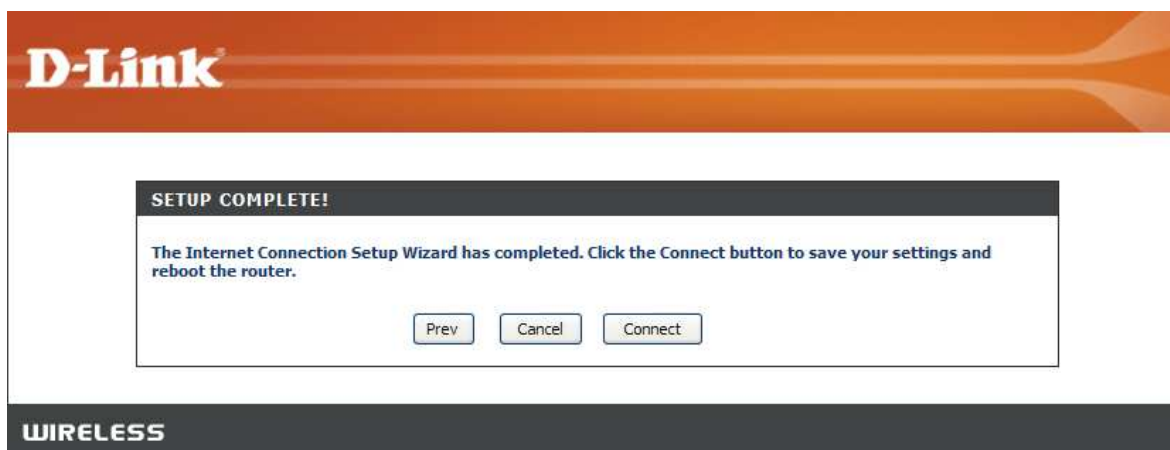 D-Link
SETUP COMPLETE!
The Internet Connection Setup Wizard has completed. Click the Connect button to save your settings and
reboot the router.
Prev Cancel Connect
WIRELESS